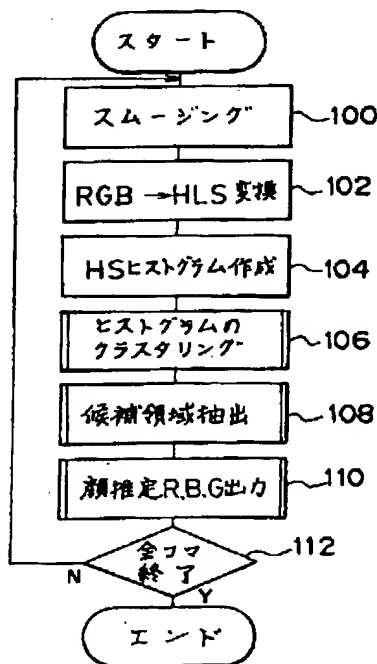 スタート
スムージング
100
RGB→HLS変換
102
HSヒストグラム作成
104
ヒストグラムの
クラスタリング
106
候補領域抽出
108
顔推定R.B.G出力
110
全コマ
終了
112
N
Y
エンド